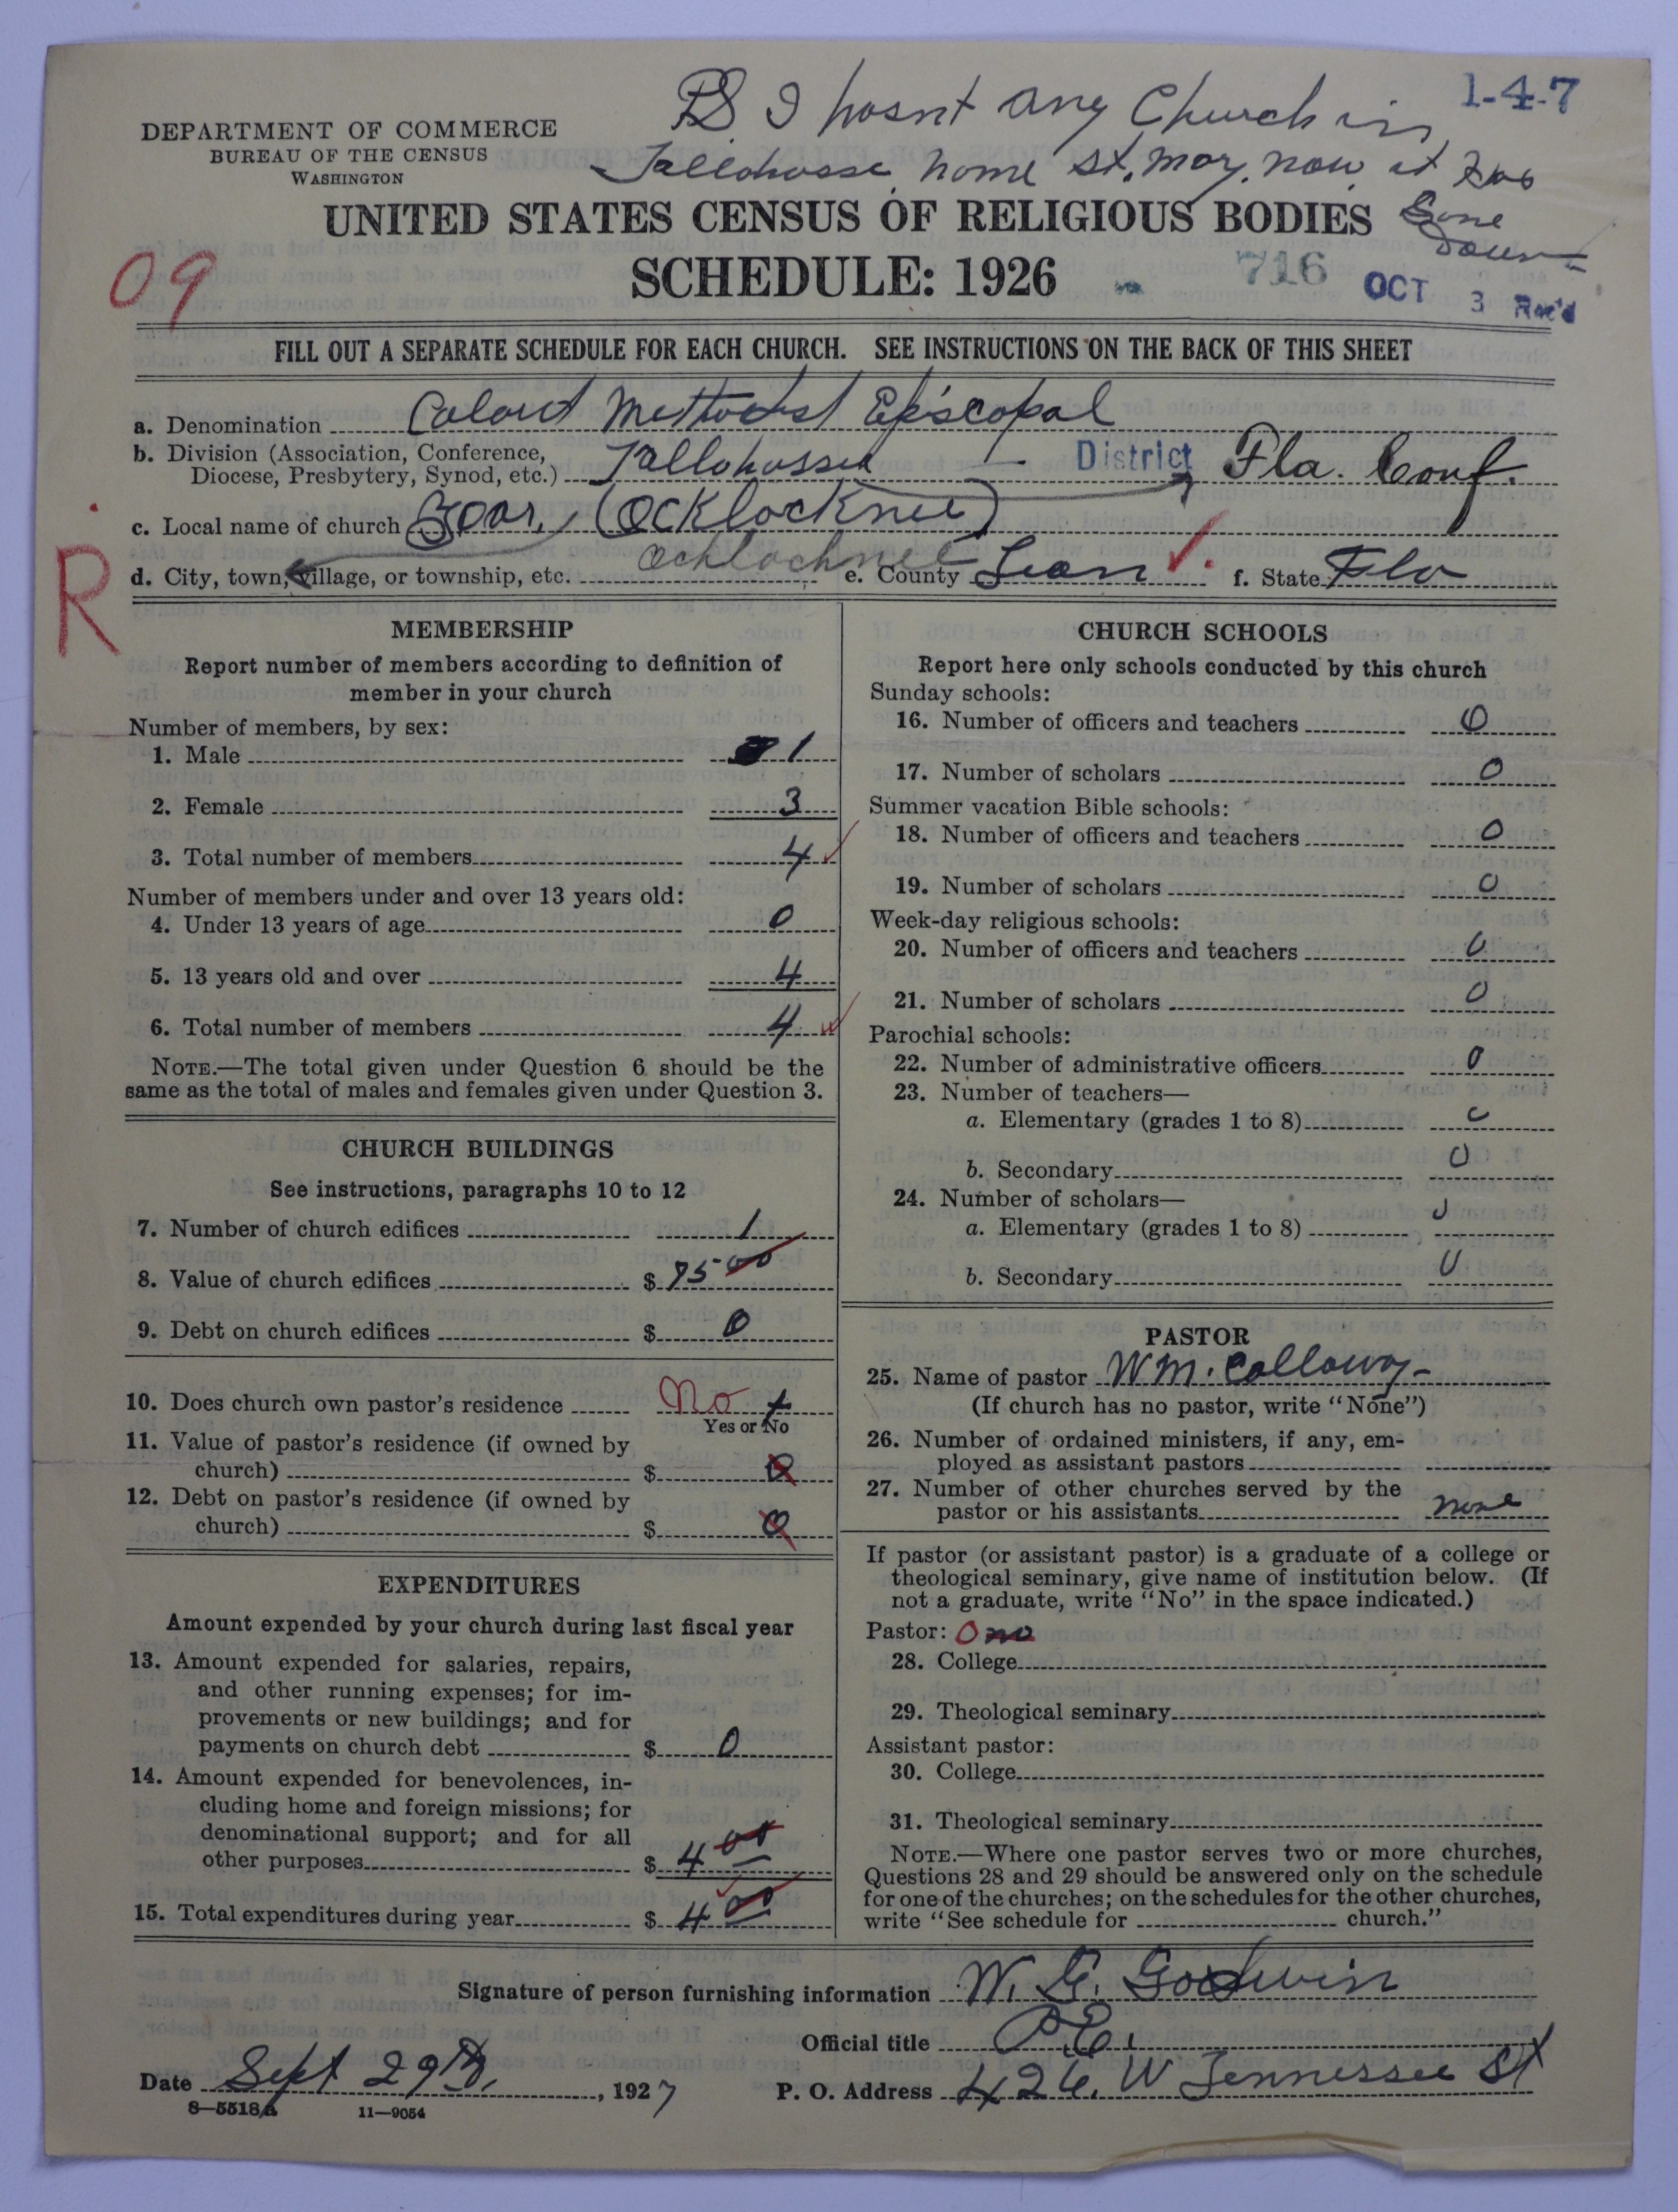 PS I hasnt any Church in
Tallahasse. name St. Mary. now at
1-4-7
DEPARTMENT OF COMMERCE
BUREAU OF THE CENSUS
WASHINGTON
UNITED STATES CENSUS OF RELIGIOUS BODIES
Gone
Down
SCHEDULE: 1926
716
OCT 3 Rec'd
09
FILL OUT A SEPARATE SCHEDULE FOR EACH CHURCH. SEE INSTRUCTIONS ON THE BACK OF THIS SHEET
a. Denomination Methodist Episcopal
b. Division (Association, Conference,
Diocese, Presbytery, Synod, etc.) Tallahassee District Fla. Conf.
c. Local name of church (Ocklocknee)
R
d. City, town, village, or township, etc. Ocklochnee e. County Leon f. State Fla
MEMBERSHIP
Report number of members according to definition of
member in your church
Number of members, by sex:
1. Male 1
2. Female 3
3. Total number of members 4
Number of members under and over 13 years old:
4. Under 13 years of age 0
5. 13 years old and over 4
6. Total number of members 4
NOTE.—The total given under Question 6 should be the
same as the total of males and females given under Question 3.
CHURCH BUILDINGS
See instructions, paragraphs 10 to 12
7. Number of church edifices 1
8. Value of church edifices $ 75 00
9. Debt on church edifices $ 0
10. Does church own pastor's residence No
Yes or No
11. Value of pastor's residence (if owned by
church) $ 0
12. Debt on pastor's residence (if owned by
church) $ 0
EXPENDITURES
Amount expended by your church during last fiscal year
13. Amount expended for salaries, repairs,
and other running expenses; for im-
provements or new buildings; and for
payments on church debt $ 0
14. Amount expended for benevolences, in-
cluding home and foreign missions; for
denominational support; and for all
other purposes $ 4 00
15. Total expenditures during year $ 4 00
CHURCH SCHOOLS
Report here only schools conducted by this church
Sunday schools:
16. Number of officers and teachers 0
17. Number of scholars 0
Summer vacation Bible schools:
18. Number of officers and teachers 0
19. Number of scholars 0
Week-day religious schools:
20. Number of officers and teachers 0
21. Number of scholars 0
Parochial schools:
22. Number of administrative officers 0
23. Number of teachers—
a. Elementary (grades 1 to 8) 0
b. Secondary 0
24. Number of scholars—
a. Elementary (grades 1 to 8) 0
b. Secondary 0
PASTOR
25. Name of pastor W M. Calloway
(If church has no pastor, write "None")
26. Number of ordained ministers, if any, em-
ployed as assistant pastors
27. Number of other churches served by the
pastor or his assistants none
If pastor (or assistant pastor) is a graduate of a college or
theological seminary, give name of institution below. (If
not a graduate, write "No" in the space indicated.)
Pastor: 0 no
28. College
29. Theological seminary
Assistant pastor:
30. College
31. Theological seminary
NOTE.—Where one pastor serves two or more churches,
Questions 28 and 29 should be answered only on the schedule
for one of the churches; on the schedules for the other churches,
write "See schedule for church."
Signature of person furnishing information W. G. Goodwin
Official title P.E.
Date Sept 29th, 1927
P. O. Address 426. W Tennessee St
8—5518a 11—9054